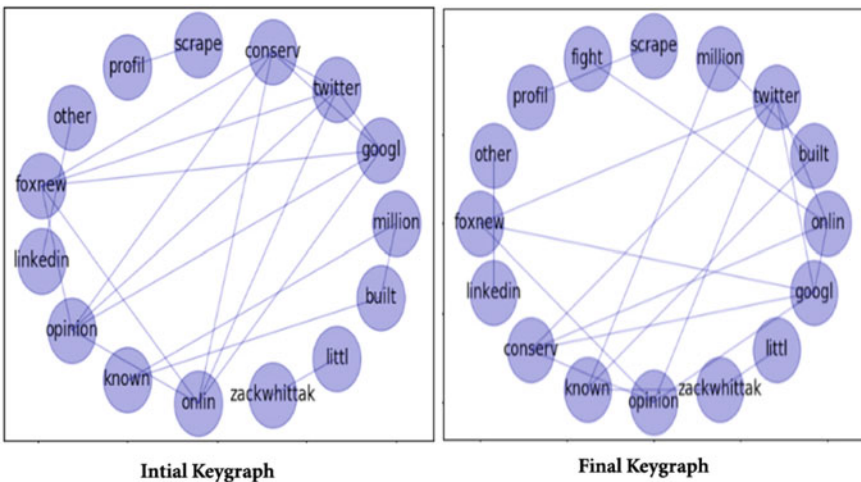 scrape
conserv
profil
twitter
other
googl
foxnew
million
linkedin
built
opinion
littl
known
zackwhittak
onlin
Intial Keygraph
scrape
fight
million
profil
twitter
other
built
foxnew
onlin
linkedin
googl
conserv
littl
known
zackwhittak
opinion
Final Keygraph